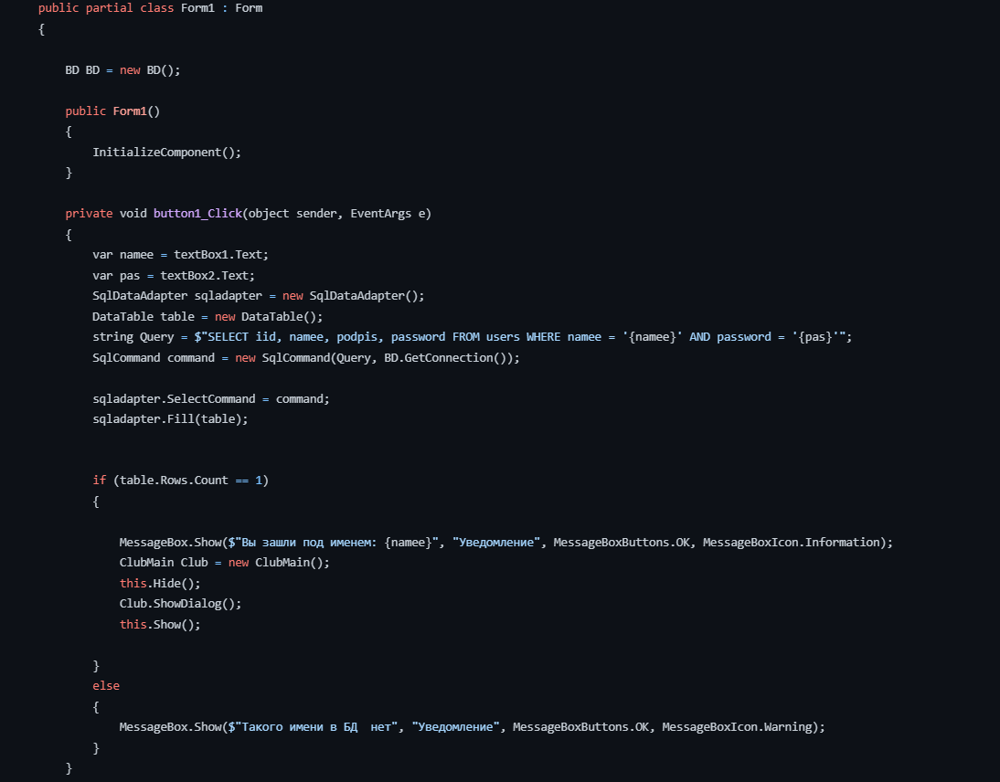 public partial class Form1 : Form
{
BD BD = new BD();
public Form1()
{
InitializeComponent();
}
private void button1_Click(object sender, EventArgs e)
{
var namee = textBox1.Text;
var pas = textBox2.Text;
SqlDataAdapter sqladapter = new SqlDataAdapter();
DataTable table = new DataTable();
string Query = $"SELECT iid, namee, podpis, password FROM users WHERE namee = '{namee}' AND password = '{pas}'";
SqlCommand command = new SqlCommand(Query, BD.GetConnection());
sqladapter.SelectCommand = command;
sqladapter.Fill(table);
if (table.Rows.Count == 1)
{
MessageBox.Show($"Вы зашли под именем: {namee}", "Уведомление", MessageBoxButtons.OK, MessageBoxIcon.Information);
ClubMain Club = new ClubMain();
this.Hide();
Club.ShowDialog();
this.Show();
}
else
{
MessageBox.Show($"Такого имени в БД  нет", "Уведомление", MessageBoxButtons.OK, MessageBoxIcon.Warning);
}
}